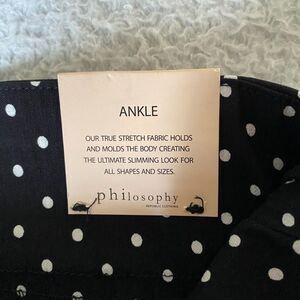 ANKLE
OUR TRUE STRETCH FABRIC HOLDS
AND MOLDS THE BODY CREATING
THE ULTIMATE SLIMMING LOOK FOR
ALL SHAPES AND SIZES.
philosophy
REPUBLIC CLOTHING